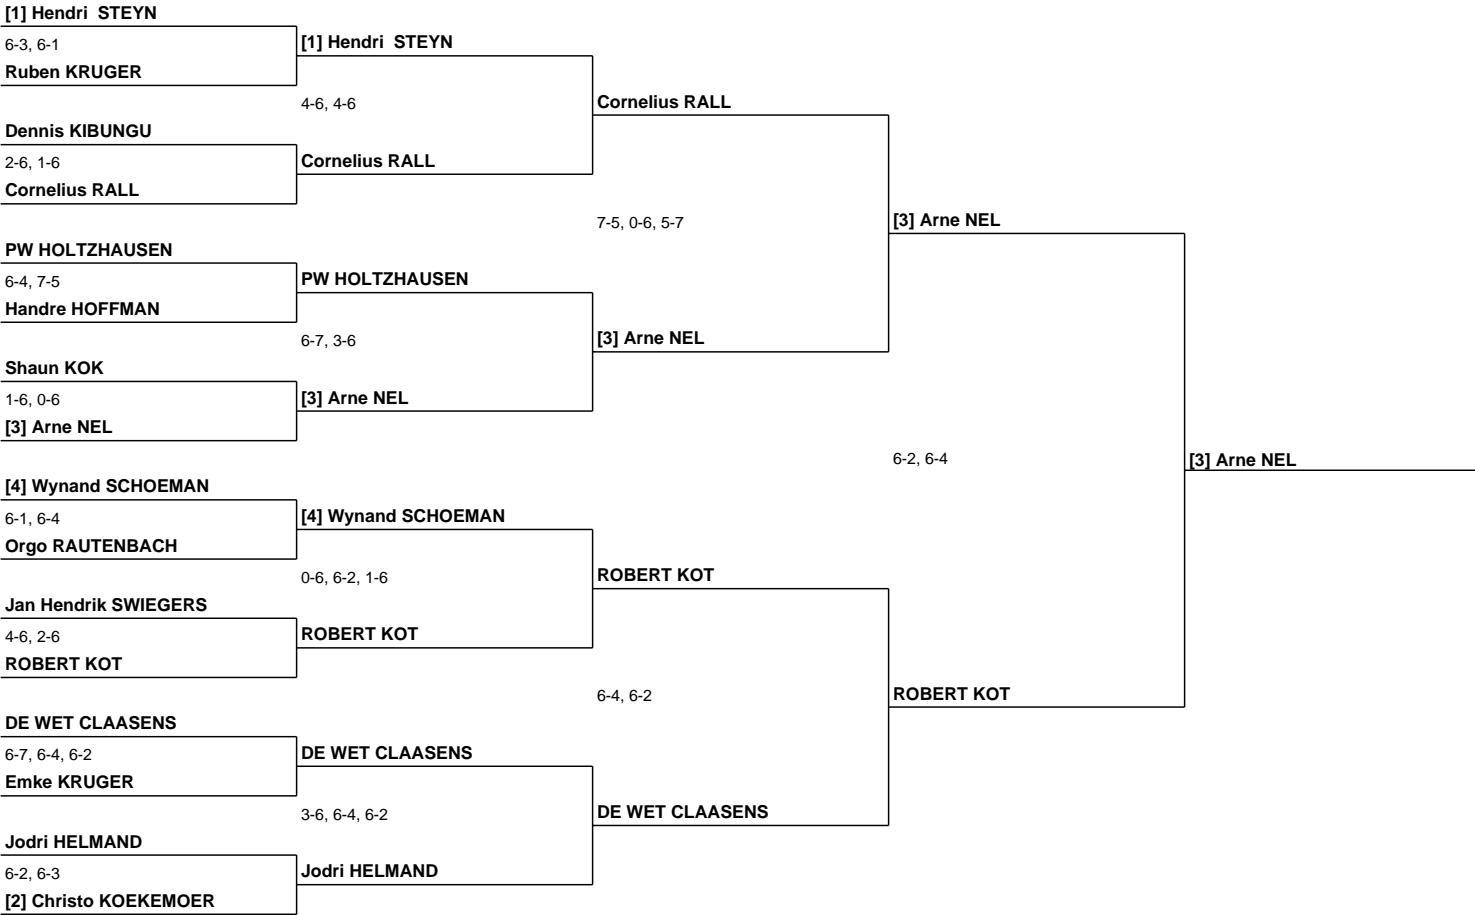 [1] Hendri  STEYN
6-3, 6-1
[1] Hendri  STEYN
Ruben KRUGER
4-6, 4-6
Cornelius RALL
Dennis KIBUNGU
2-6, 1-6
Cornelius RALL
Cornelius RALL
7-5, 0-6, 5-7
[3] Arne NEL
PW HOLTZHAUSEN
6-4, 7-5
PW HOLTZHAUSEN
Handre HOFFMAN
6-7, 3-6
[3] Arne NEL
Shaun KOK
1-6, 0-6
[3] Arne NEL
[3] Arne NEL
6-2, 6-4
[3] Arne NEL
[4] Wynand SCHOEMAN
6-1, 6-4
[4] Wynand SCHOEMAN
Orgo RAUTENBACH
0-6, 6-2, 1-6
ROBERT KOT
Jan Hendrik SWIEGERS
4-6, 2-6
ROBERT KOT
ROBERT KOT
6-4, 6-2
ROBERT KOT
DE WET CLAASENS
6-7, 6-4, 6-2
DE WET CLAASENS
Emke KRUGER
3-6, 6-4, 6-2
DE WET CLAASENS
Jodri HELMAND
6-2, 6-3
Jodri HELMAND
[2] Christo KOEKEMOER